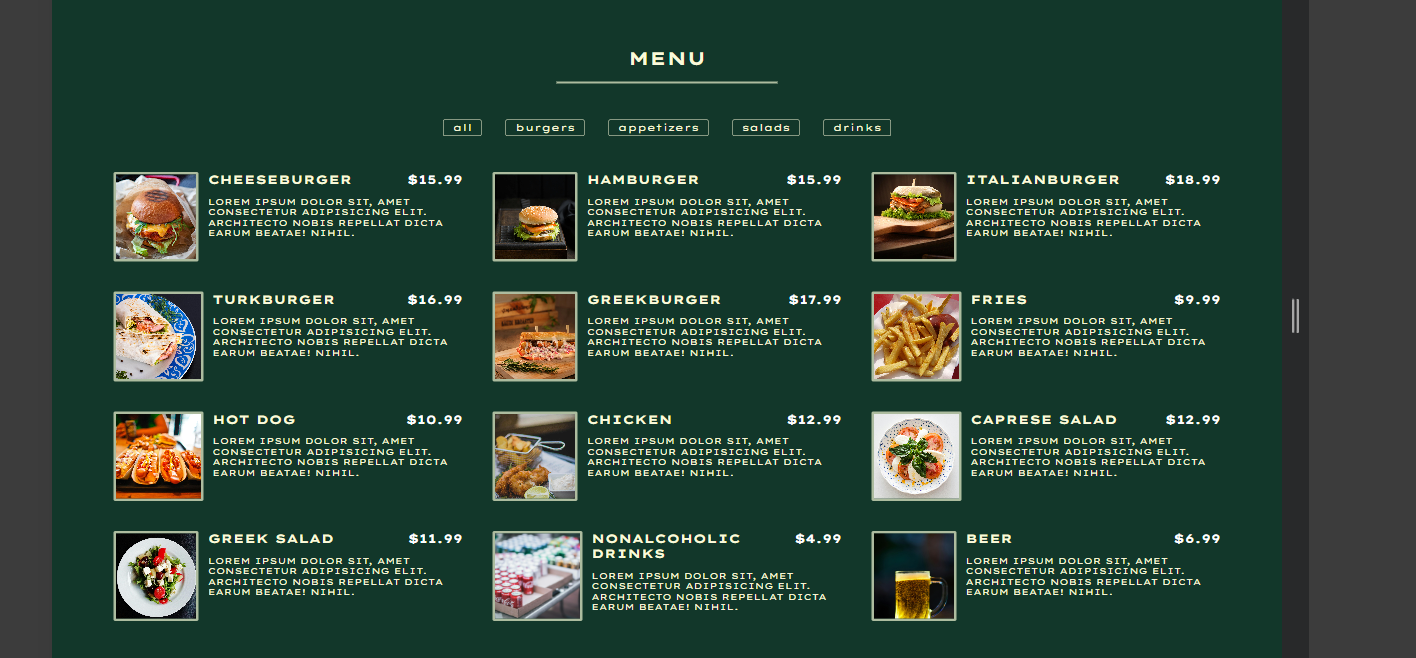 MENU
all burgers appetizers salads drinks
CHEESEBURGER $15.99
LOREM IPSUM DOLOR SIT, AMET
CONSECTETUR ADIPISICING ELIT.
ARCHITECTO NOBIS REPELLAT DICTA
EARUM BEATAE! NIHIL.
HAMBURGER $15.99
LOREM IPSUM DOLOR SIT, AMET
CONSECTETUR ADIPISICING ELIT.
ARCHITECTO NOBIS REPELLAT DICTA
EARUM BEATAE! NIHIL.
ITALIANBURGER $18.99
LOREM IPSUM DOLOR SIT, AMET
CONSECTETUR ADIPISICING ELIT.
ARCHITECTO NOBIS REPELLAT DICTA
EARUM BEATAE! NIHIL.
TURKBURGER $16.99
LOREM IPSUM DOLOR SIT, AMET
CONSECTETUR ADIPISICING ELIT.
ARCHITECTO NOBIS REPELLAT DICTA
EARUM BEATAE! NIHIL.
GREEKBURGER $17.99
LOREM IPSUM DOLOR SIT, AMET
CONSECTETUR ADIPISICING ELIT.
ARCHITECTO NOBIS REPELLAT DICTA
EARUM BEATAE! NIHIL.
FRIES $9.99
LOREM IPSUM DOLOR SIT, AMET
CONSECTETUR ADIPISICING ELIT.
ARCHITECTO NOBIS REPELLAT DICTA
EARUM BEATAE! NIHIL.
HOT DOG $10.99
LOREM IPSUM DOLOR SIT, AMET
CONSECTETUR ADIPISICING ELIT.
ARCHITECTO NOBIS REPELLAT DICTA
EARUM BEATAE! NIHIL.
CHICKEN $12.99
LOREM IPSUM DOLOR SIT, AMET
CONSECTETUR ADIPISICING ELIT.
ARCHITECTO NOBIS REPELLAT DICTA
EARUM BEATAE! NIHIL.
CAPRESE SALAD $12.99
LOREM IPSUM DOLOR SIT, AMET
CONSECTETUR ADIPISICING ELIT.
ARCHITECTO NOBIS REPELLAT DICTA
EARUM BEATAE! NIHIL.
GREEK SALAD $11.99
LOREM IPSUM DOLOR SIT, AMET
CONSECTETUR ADIPISICING ELIT.
ARCHITECTO NOBIS REPELLAT DICTA
EARUM BEATAE! NIHIL.
NONALCOHOLIC $4.99
DRINKS
LOREM IPSUM DOLOR SIT, AMET
CONSECTETUR ADIPISICING ELIT.
ARCHITECTO NOBIS REPELLAT DICTA
EARUM BEATAE! NIHIL.
BEER $6.99
LOREM IPSUM DOLOR SIT, AMET
CONSECTETUR ADIPISICING ELIT.
ARCHITECTO NOBIS REPELLAT DICTA
EARUM BEATAE! NIHIL.